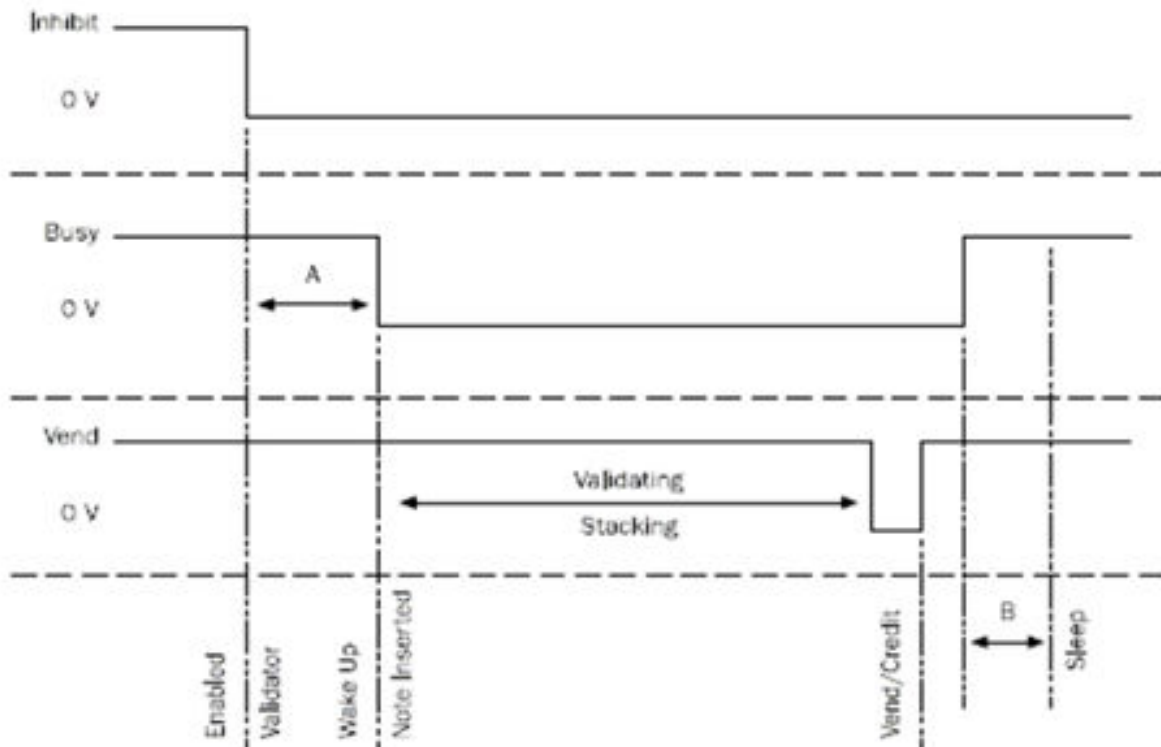 Inhibit
0 V
Busy
A
0 V
Vend
Validating
0 V
Stacking
Enabled
Validator
Wake Up
Note Inserted
Vend/Credit
B
Sleep